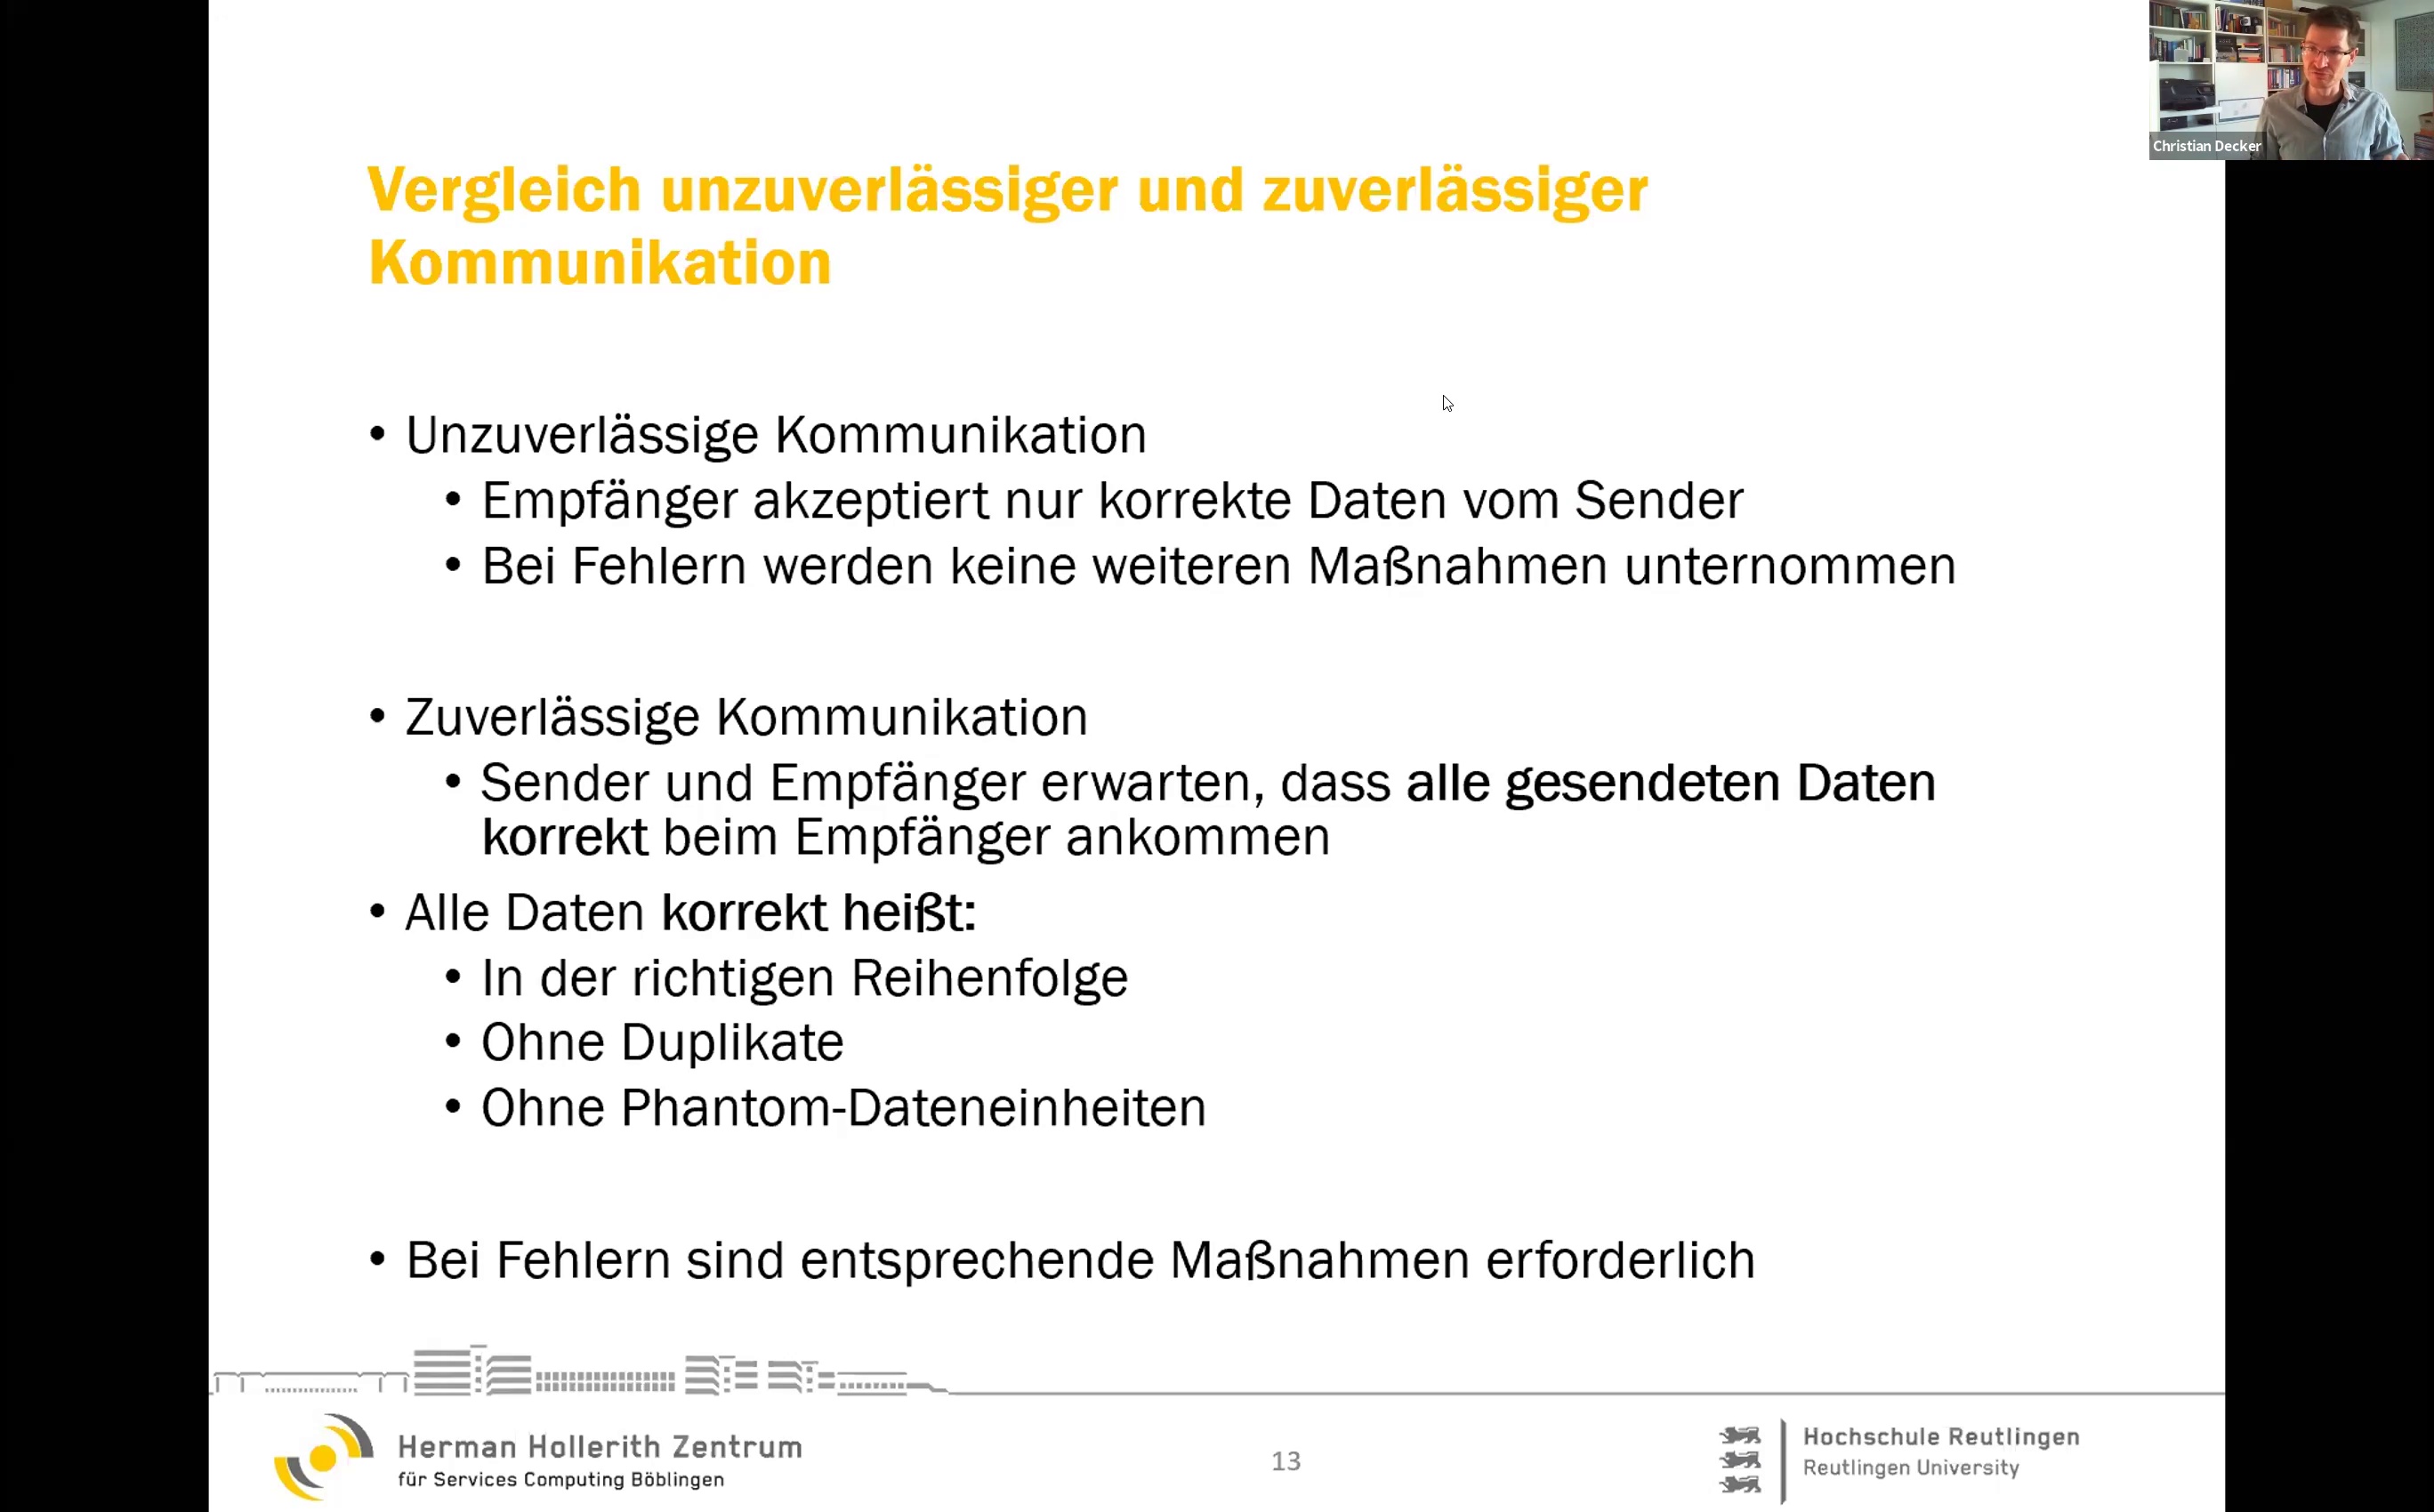 Christian Decker
Vergleich unzuverlässiger und zuverlässiger
Kommunikation
• Unzuverlässige Kommunikation
• Empfänger akzeptiert nur korrekte Daten vom Sender
• Bei Fehlern werden keine weiteren Maßnahmen unternommen
• Zuverlässige Kommunikation
• Sender und Empfänger erwarten, dass alle gesendeten Daten
korrekt beim Empfänger ankommen
• Alle Daten korrekt heißt:
• In der richtigen Reihenfolge
• Ohne Duplikate
• Ohne Phantom-Dateneinheiten
• Bei Fehlern sind entsprechende Maßnahmen erforderlich
Herman Hollerith Zentrum
für Services Computing Böblingen
13
Hochschule Reutlingen
Reutlingen University